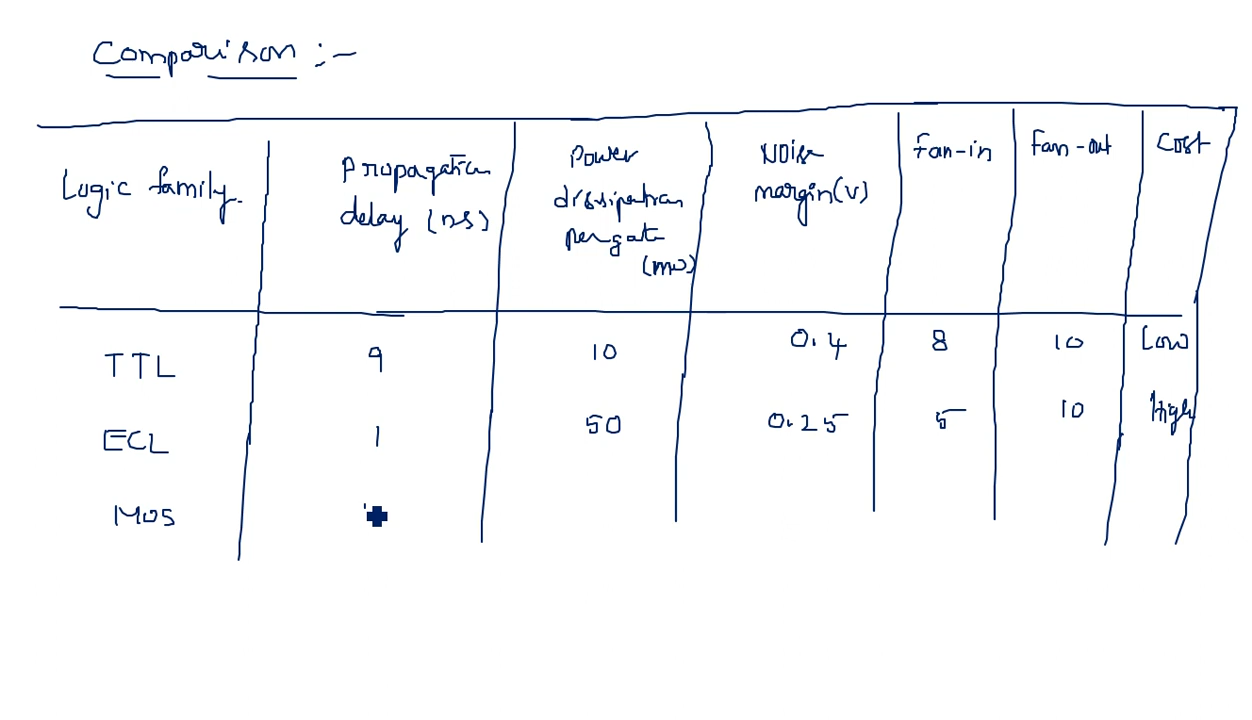 Comparison :-
Logic family.
Propagation
delay (ns)
Power
dissipation
per gate
(mw)
Noise
margin(v)
Fan-in
Fan-out
Cost
TTL 9 10 0.4 8 10 Low
ECL 1 50 0.25 5 10 High
MOS